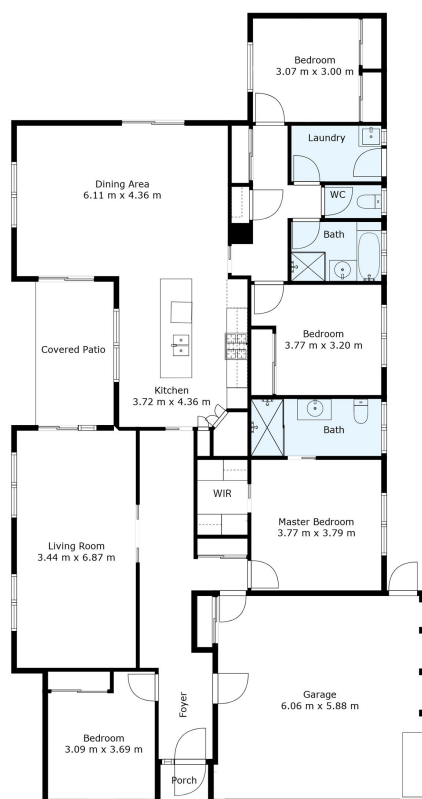 Bedroom
3.07 m x 3.00 m
Laundry
Dining Area
6.11 m x 4.36 m
WC
Bath
Bedroom
3.77 m x 3.20 m
Covered Patio
Kitchen
3.72 m x 4.36 m
Bath
WIR
Master Bedroom
3.77 m x 3.79 m
Living Room
3.44 m x 6.87 m
Garage
6.06 m x 5.88 m
Foyer
Bedroom
3.09 m x 3.69 m
Porch